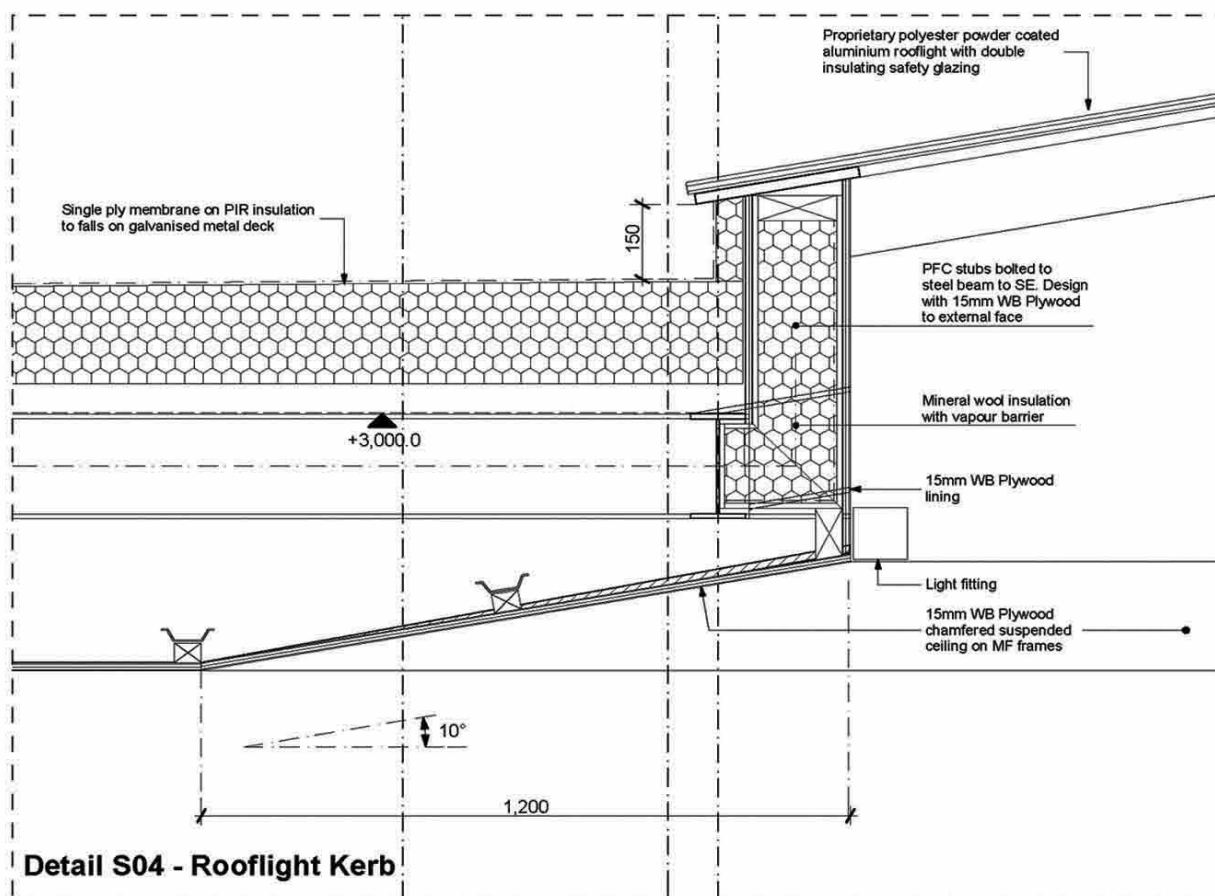 Proprietary polyester powder coated
aluminium rooflight with double
insulating safety glazing
Single ply membrane on PIR insulation
to falls on galvanised metal deck
150
PFC stubs bolted to
steel beam to SE. Design
with 15mm WB Plywood
to external face
Mineral wool insulation
with vapour barrier
+3,000.0
15mm WB Plywood
lining
Light fitting
15mm WB Plywood
chamfered suspended
ceiling on MF frames
10°
1,200
Detail S04 - Rooflight Kerb